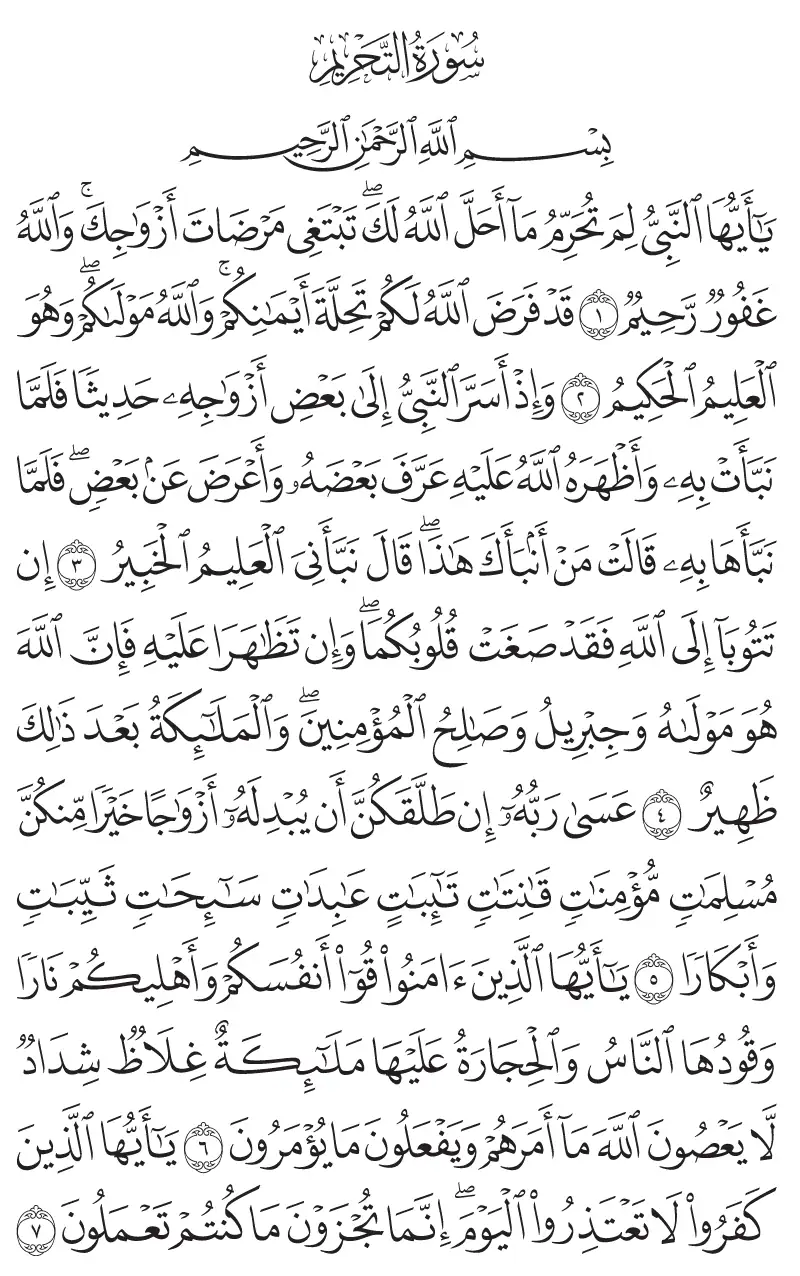 سُورَةُ التَّحْرِيمِ
بِسْمِ ٱللَّهِ ٱلرَّحْمَٰنِ ٱلرَّحِيمِ
يَٰٓأَيُّهَا ٱلنَّبِىُّ لِمَ تُحَرِّمُ مَآ أَحَلَّ ٱللَّهُ لَكَ ۖ تَبْتَغِى مَرْضَاتَ أَزْوَٰجِكَ ۚ وَٱللَّهُ
غَفُورٌ رَّحِيمٌ ١ قَدْ فَرَضَ ٱللَّهُ لَكُمْ تَحِلَّةَ أَيْمَٰنِكُمْ ۚ وَٱللَّهُ مَوْلَىٰكُمْ ۖ وَهُوَ
ٱلْعَلِيمُ ٱلْحَكِيمُ ٢ وَإِذْ أَسَرَّ ٱلنَّبِىُّ إِلَىٰ بَعْضِ أَزْوَٰجِهِۦ حَدِيثًا فَلَمَّا
نَبَّأَتْ بِهِۦ وَأَظْهَرَهُ ٱللَّهُ عَلَيْهِ عَرَّفَ بَعْضَهُۥ وَأَعْرَضَ عَنۢ بَعْضٍ ۖ فَلَمَّا
نَبَّأَهَا بِهِۦ قَالَتْ مَنْ أَنۢبَأَكَ هَٰذَا ۖ قَالَ نَبَّأَنِىَ ٱلْعَلِيمُ ٱلْخَبِيرُ ٣ إِن
تَتُوبَآ إِلَى ٱللَّهِ فَقَدْ صَغَتْ قُلُوبُكُمَا ۖ وَإِن تَظَٰهَرَا عَلَيْهِ فَإِنَّ ٱللَّهَ
هُوَ مَوْلَىٰهُ وَجِبْرِيلُ وَصَٰلِحُ ٱلْمُؤْمِنِينَ ۖ وَٱلْمَلَٰٓئِكَةُ بَعْدَ ذَٰلِكَ
ظَهِيرٌ ٤ عَسَىٰ رَبُّهُۥٓ إِن طَلَّقَكُنَّ أَن يُبْدِلَهُۥٓ أَزْوَٰجًا خَيْرًا مِّنكُنَّ
مُسْلِمَٰتٍ مُّؤْمِنَٰتٍ قَٰنِتَٰتٍ تَٰٓئِبَٰتٍ عَٰبِدَٰتٍ سَٰٓئِحَٰتٍ ثَيِّبَٰتٍ
وَأَبْكَارًا ٥ يَٰٓأَيُّهَا ٱلَّذِينَ ءَامَنُوا۟ قُوٓا۟ أَنفُسَكُمْ وَأَهْلِيكُمْ نَارًا
وَقُودُهَا ٱلنَّاسُ وَٱلْحِجَارَةُ عَلَيْهَا مَلَٰٓئِكَةٌ غِلَاظٌ شِدَادٌ
لَّا يَعْصُونَ ٱللَّهَ مَآ أَمَرَهُمْ وَيَفْعَلُونَ مَا يُؤْمَرُونَ ٦ يَٰٓأَيُّهَا ٱلَّذِينَ
كَفَرُوا۟ لَا تَعْتَذِرُوا۟ ٱلْيَوْمَ ۖ إِنَّمَا تُجْزَوْنَ مَا كُنتُمْ تَعْمَلُونَ ٧